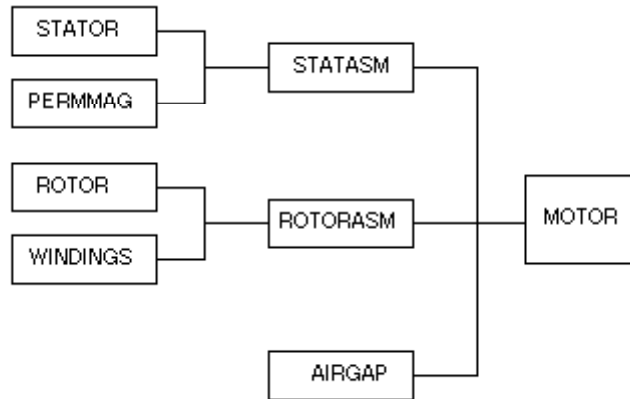 STATOR
STATASM
PERMMAG
ROTOR
ROTORASM
MOTOR
WINDINGS
AIRGAP